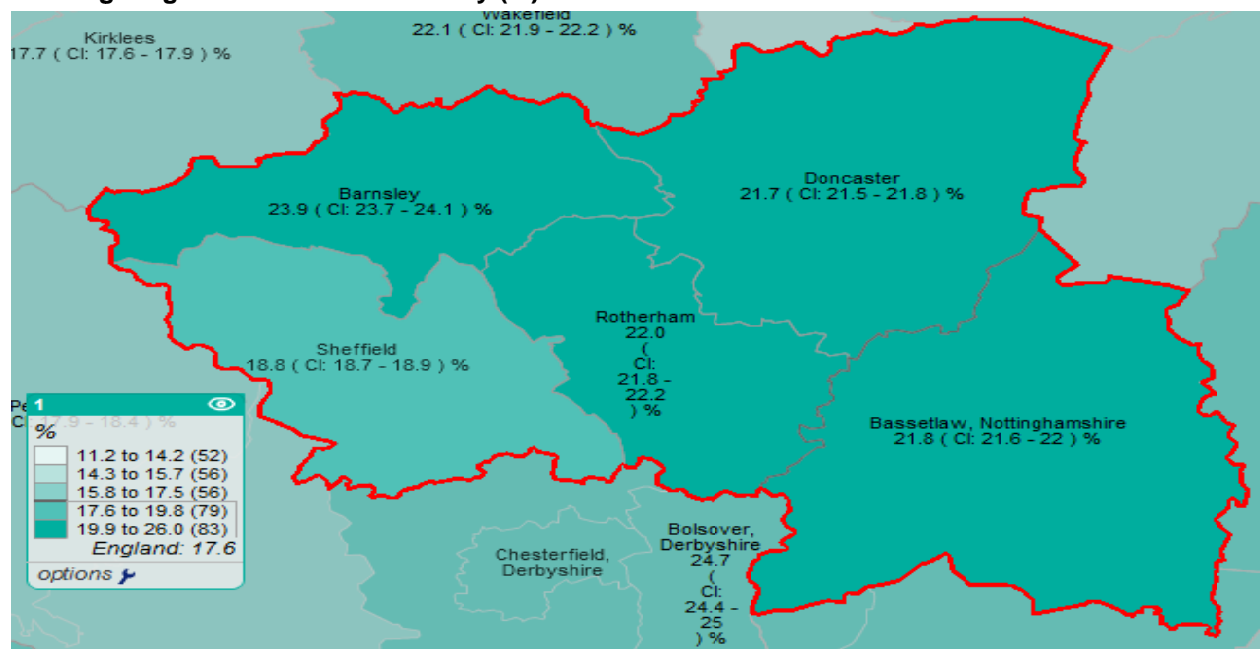 Wakefield
22.1 ( CI: 21.9 - 22.2 ) %
Kirklees
17.7 ( CI: 17.6 - 17.9 ) %
Doncaster
21.7 ( CI: 21.5 - 21.8 ) %
Barnsley
23.9 ( CI: 23.7 - 24.1 ) %
Rotherham
22.0
(
CI:
21.8 -
22.2
) %
Sheffield
18.8 ( CI: 18.7 - 18.9 ) %
17.9 - 18.4 ) %
Bassetlaw, Nottinghamshire
21.8 ( CI: 21.6 - 22 ) %
1
%
11.2 to 14.2 (52)
14.3 to 15.7 (56)
15.8 to 17.5 (56)
17.6 to 19.8 (79)
19.9 to 26.0 (83)
England: 17.6
options
Chesterfield,
Derbyshire
Bolsover,
Derbyshire
24.7
(
CI:
24.4 -
25
) %